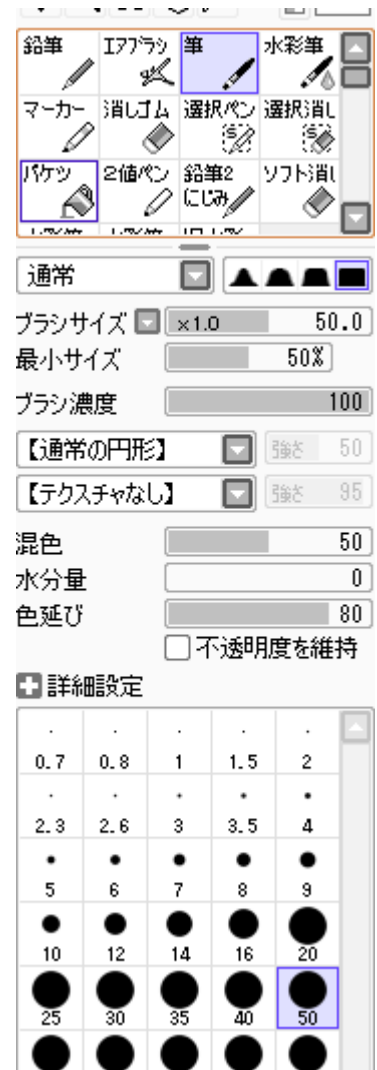 鉛筆 エアブラシ 筆 水彩筆
マーカー 消しゴム 選択ペン 選択消し
バケツ 2値ペン 鉛筆2 ソフト消し
にじみ
通常
ブラシサイズ ×1.0 50.0
最小サイズ 50%
ブラシ濃度 100
【通常の円形】 強さ 50
【テクスチャなし】 強さ 95
混色 50
水分量 0
色延び 80
不透明度を維持
詳細設定
0.7 0.8 1 1.5 2
2.3 2.6 3 3.5 4
5 6 7 8 9
10 12 14 16 20
25 30 35 40 50